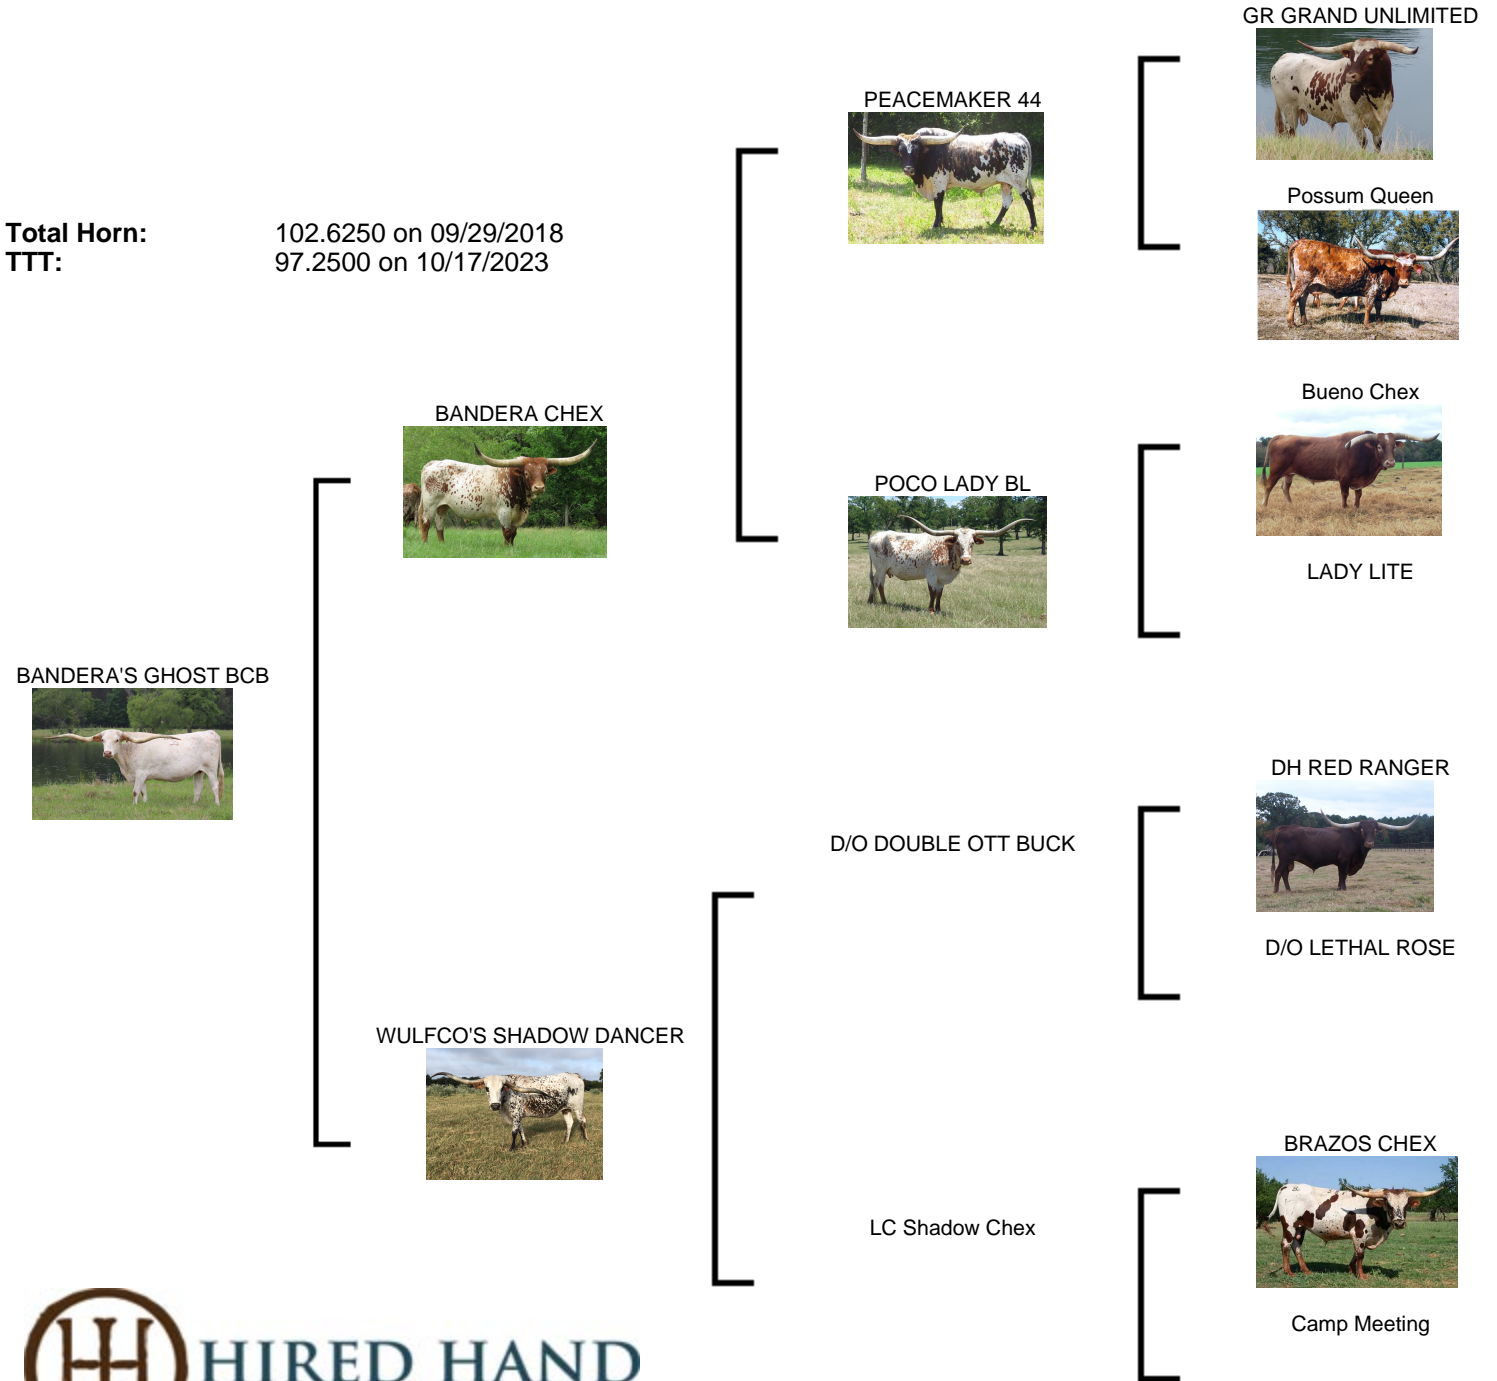 GR GRAND UNLIMITED
PEACEMAKER 44
Possum Queen
Total Horn: 102.6250 on 09/29/2018
TTT: 97.2500 on 10/17/2023
Bueno Chex
BANDERA CHEX
POCO LADY BL
LADY LITE
BANDERA'S GHOST BCB
DH RED RANGER
D/O DOUBLE OTT BUCK
D/O LETHAL ROSE
WULFCO'S SHADOW DANCER
BRAZOS CHEX
LC Shadow Chex
Camp Meeting
HIRED HAND